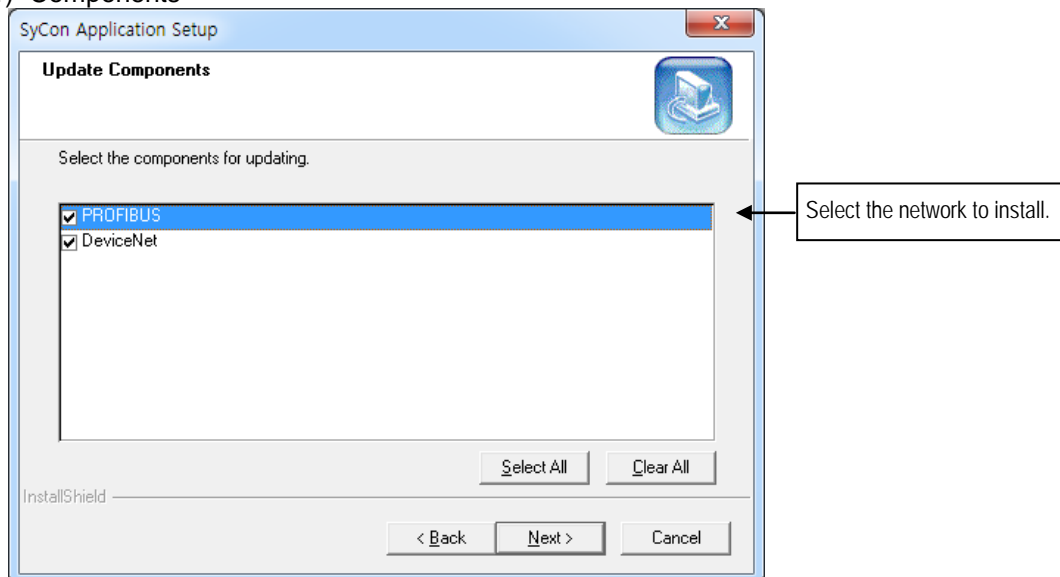 ) Components
SyCon Application Setup
x
Update Components
Select the components for updating.
PROFIBUS
Select the network to install.
DeviceNet
Select All
Clear All
InstallShield
< Back
Next >
Cancel